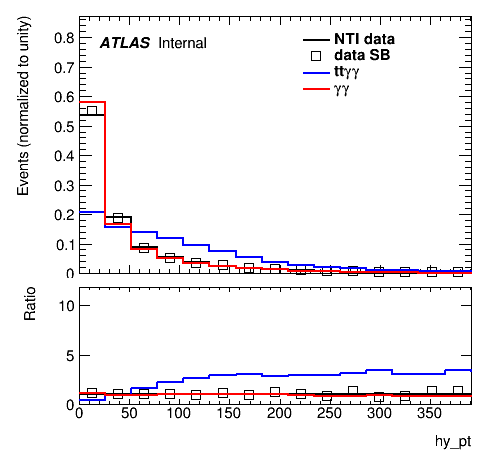 ATLAS Internal
NTI data
data SB
ttγγ
γγ
Events (normalized to unity)
0.8
0.7
0.6
0.5
0.4
0.3
0.2
0.1
0
Ratio
10
5
0
0 50 100 150 200 250 300 350
hy_pt